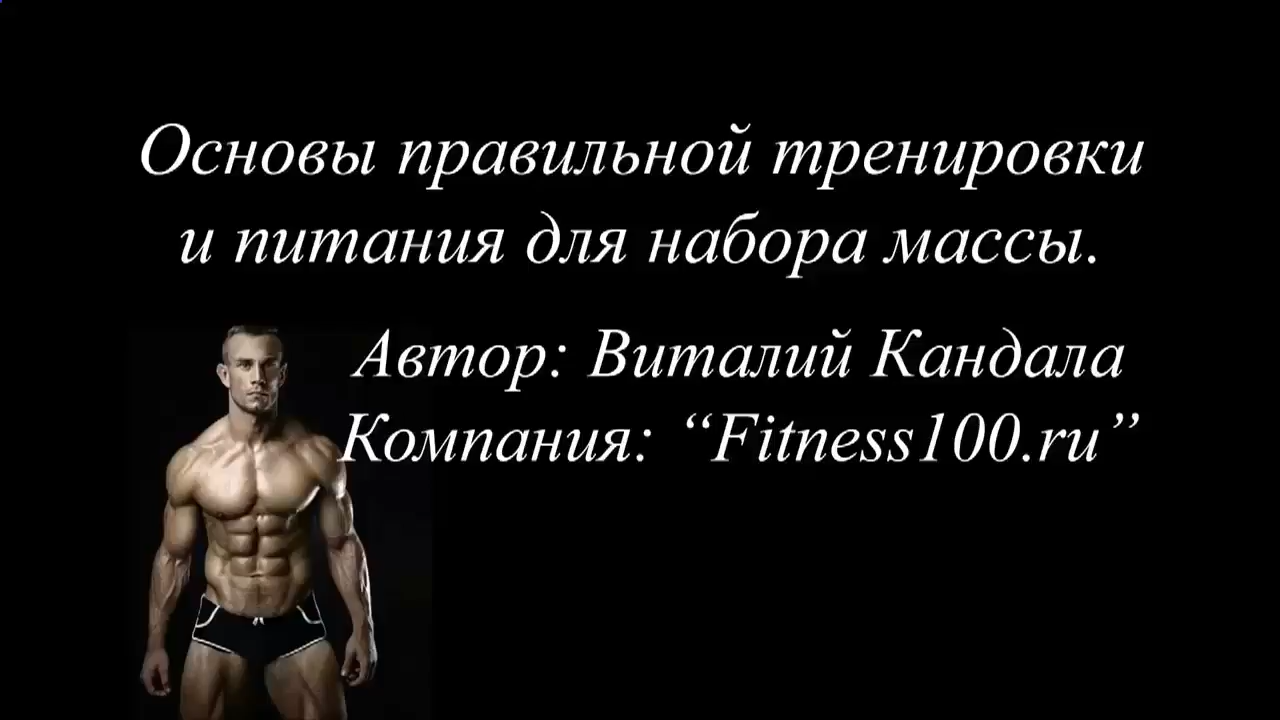 Основы правильной тренировки
и питания для набора массы.
Автор: Виталий Кандала
Компания: “Fitness100.ru”